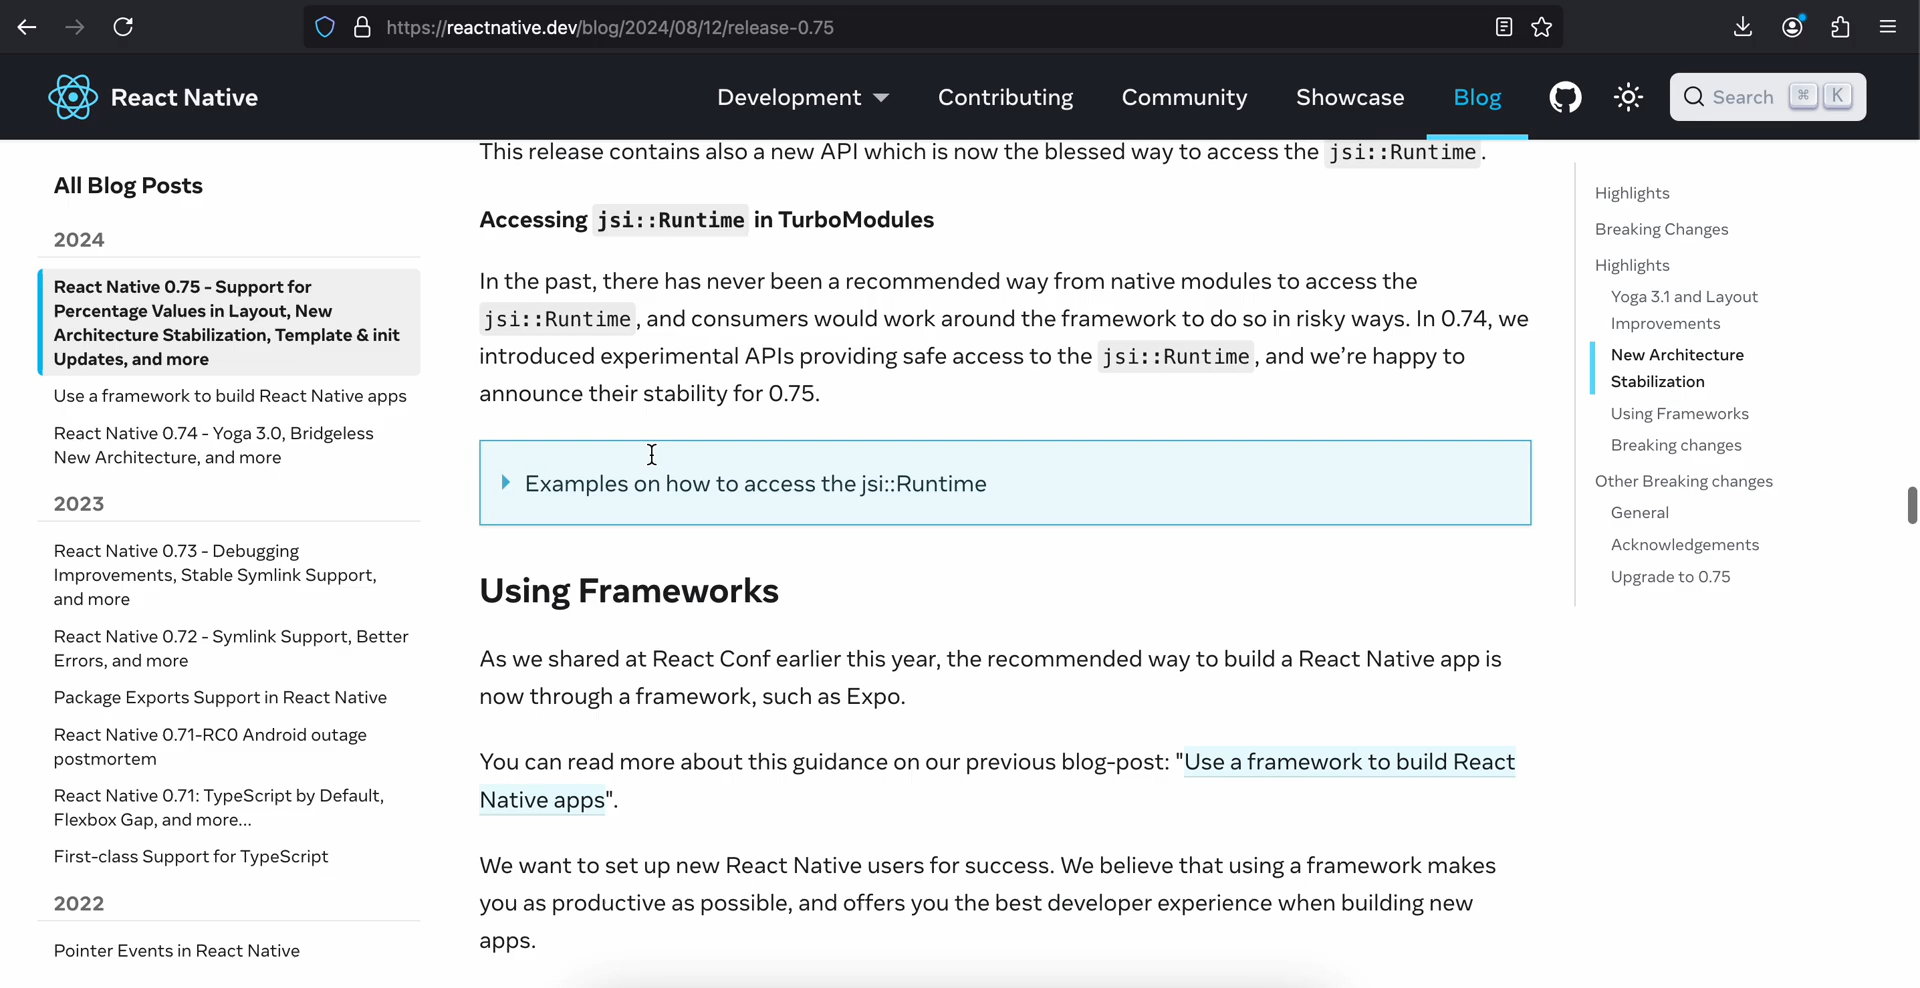 https://reactnative.dev/blog/2024/08/12/release-0.75
React Native
Development
Contributing
Community
Showcase
Blog
Search
⌘
K
All Blog Posts
2024
React Native 0.75 - Support for
Percentage Values in Layout, New
Architecture Stabilization, Template & init
Updates, and more
Use a framework to build React Native apps
React Native 0.74 - Yoga 3.0, Bridgeless
New Architecture, and more
2023
React Native 0.73 - Debugging
Improvements, Stable Symlink Support,
and more
React Native 0.72 - Symlink Support, Better
Errors, and more
Package Exports Support in React Native
React Native 0.71-RC0 Android outage
postmortem
React Native 0.71: TypeScript by Default,
Flexbox Gap, and more...
First-class Support for TypeScript
2022
Pointer Events in React Native
This release contains also a new API which is now the blessed way to access the jsi::Runtime.
Accessing jsi::Runtime in TurboModules
In the past, there has never been a recommended way from native modules to access the
jsi::Runtime, and consumers would work around the framework to do so in risky ways. In 0.74, we
introduced experimental APIs providing safe access to the jsi::Runtime, and we’re happy to
announce their stability for 0.75.
Examples on how to access the jsi::Runtime
Using Frameworks
As we shared at React Conf earlier this year, the recommended way to build a React Native app is
now through a framework, such as Expo.
You can read more about this guidance on our previous blog-post: "Use a framework to build React
Native apps".
We want to set up new React Native users for success. We believe that using a framework makes
you as productive as possible, and offers you the best developer experience when building new
apps.
Highlights
Breaking Changes
Highlights
Yoga 3.1 and Layout
Improvements
New Architecture
Stabilization
Using Frameworks
Breaking changes
Other Breaking changes
General
Acknowledgements
Upgrade to 0.75